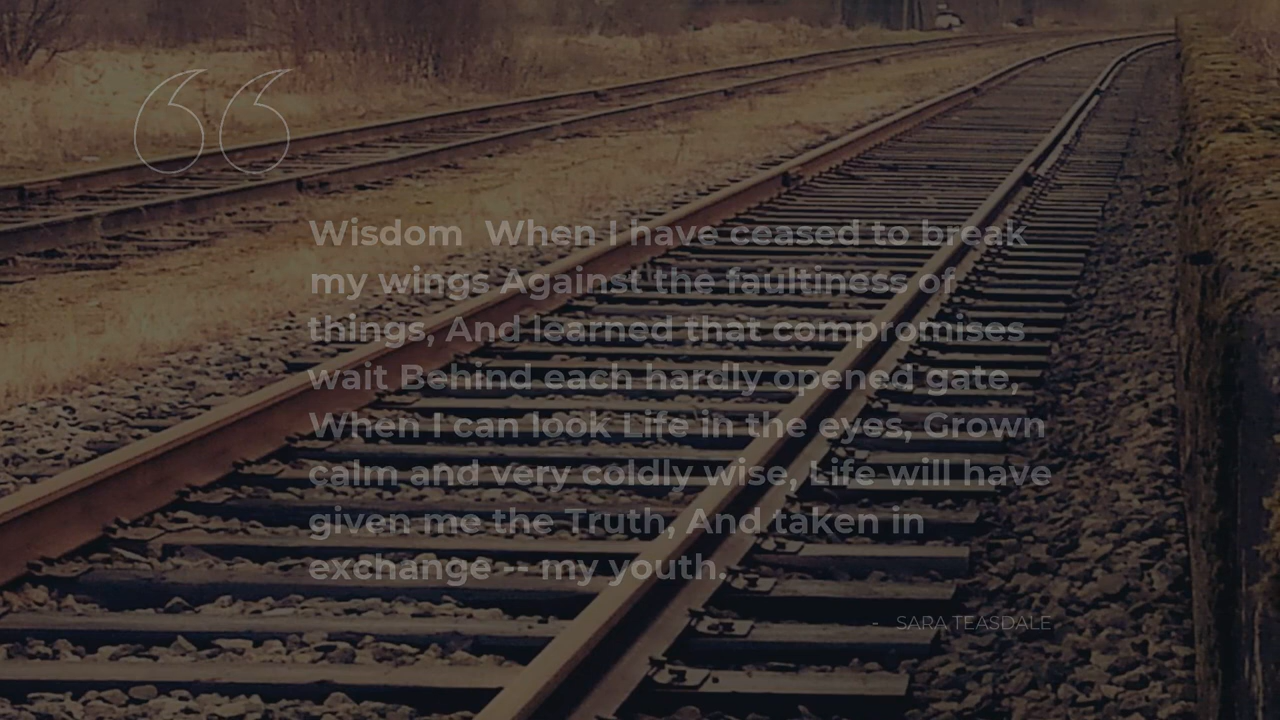 “
Wisdom  When I have ceased to break
my wings Against the faultiness of
things, And learned that compromises
wait Behind each hardly opened gate,
When I can look Life in the eyes, Grown
calm and very coldly wise, Life will have
given me the Truth, And taken in
exchange -- my youth.
- SARA TEASDALE